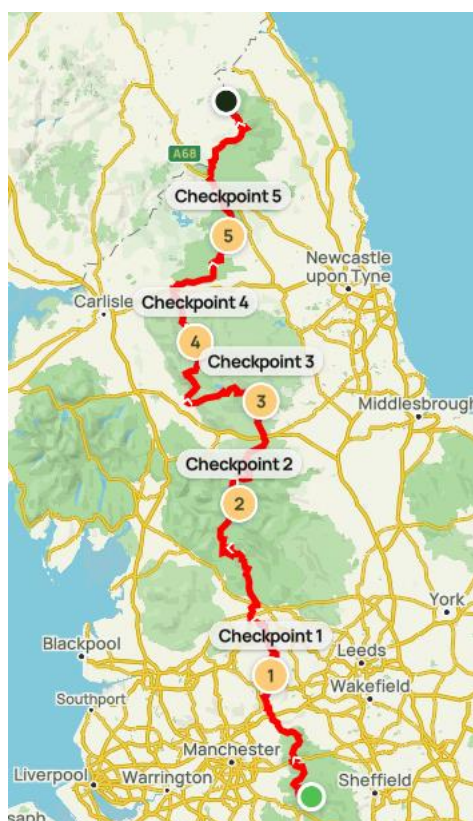 A68
Checkpoint 5
5
Newcastle
upon Tyne
Carlisle
Checkpoint 4
4
Checkpoint 3
3
Middlesbrough
Checkpoint 2
2
York
Checkpoint 1
Blackpool
Leeds
1
Wakefield
Southport
Manchester
Liverpool
Warrington
Sheffield
saph